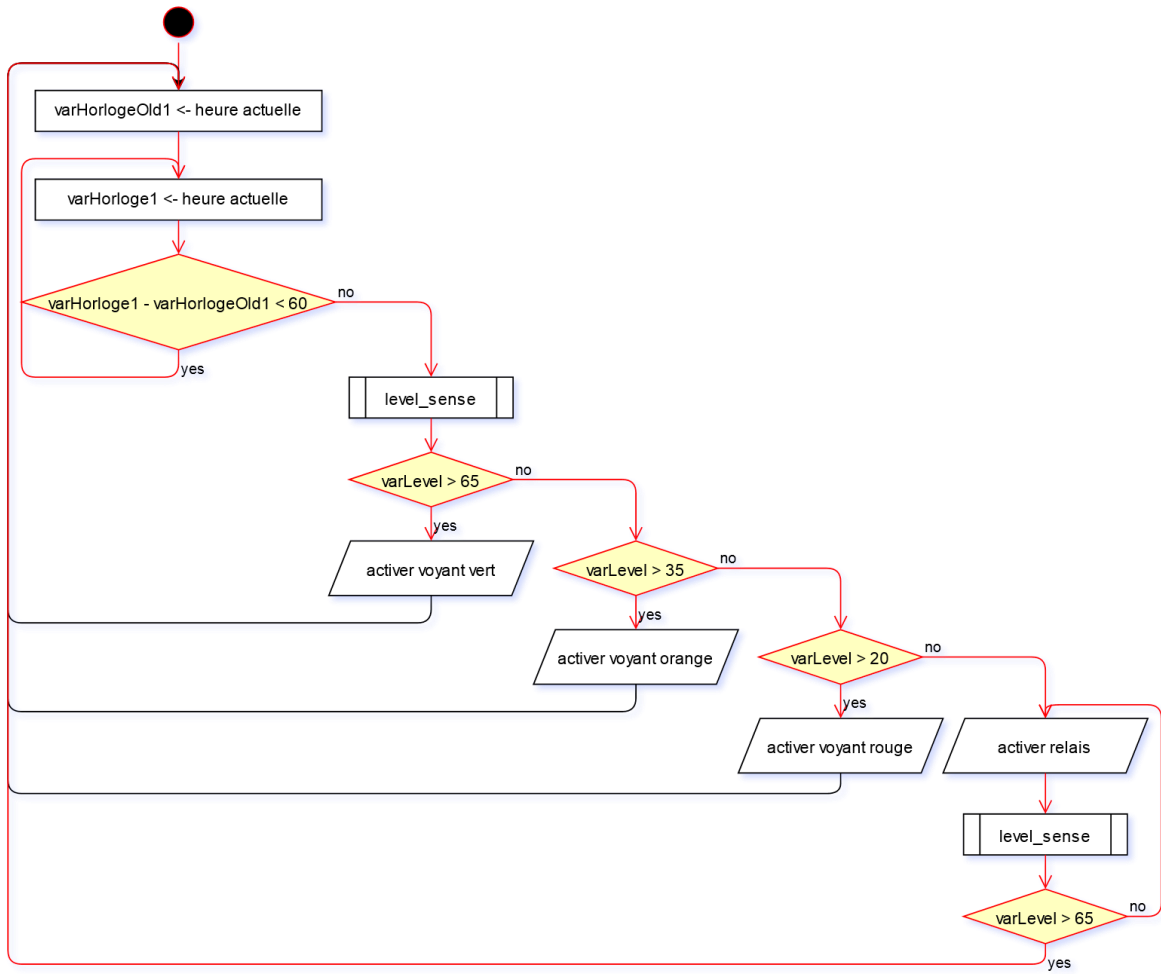 varHorlogeOld1 <- heure actuelle
varHorloge1 <- heure actuelle
varHorloge1 - varHorlogeOld1 < 60
no
yes
level_sense
varLevel > 65
no
yes
activer voyant vert
varLevel > 35
no
yes
activer voyant orange
varLevel > 20
no
yes
activer voyant rouge
activer relais
level_sense
varLevel > 65
no
yes